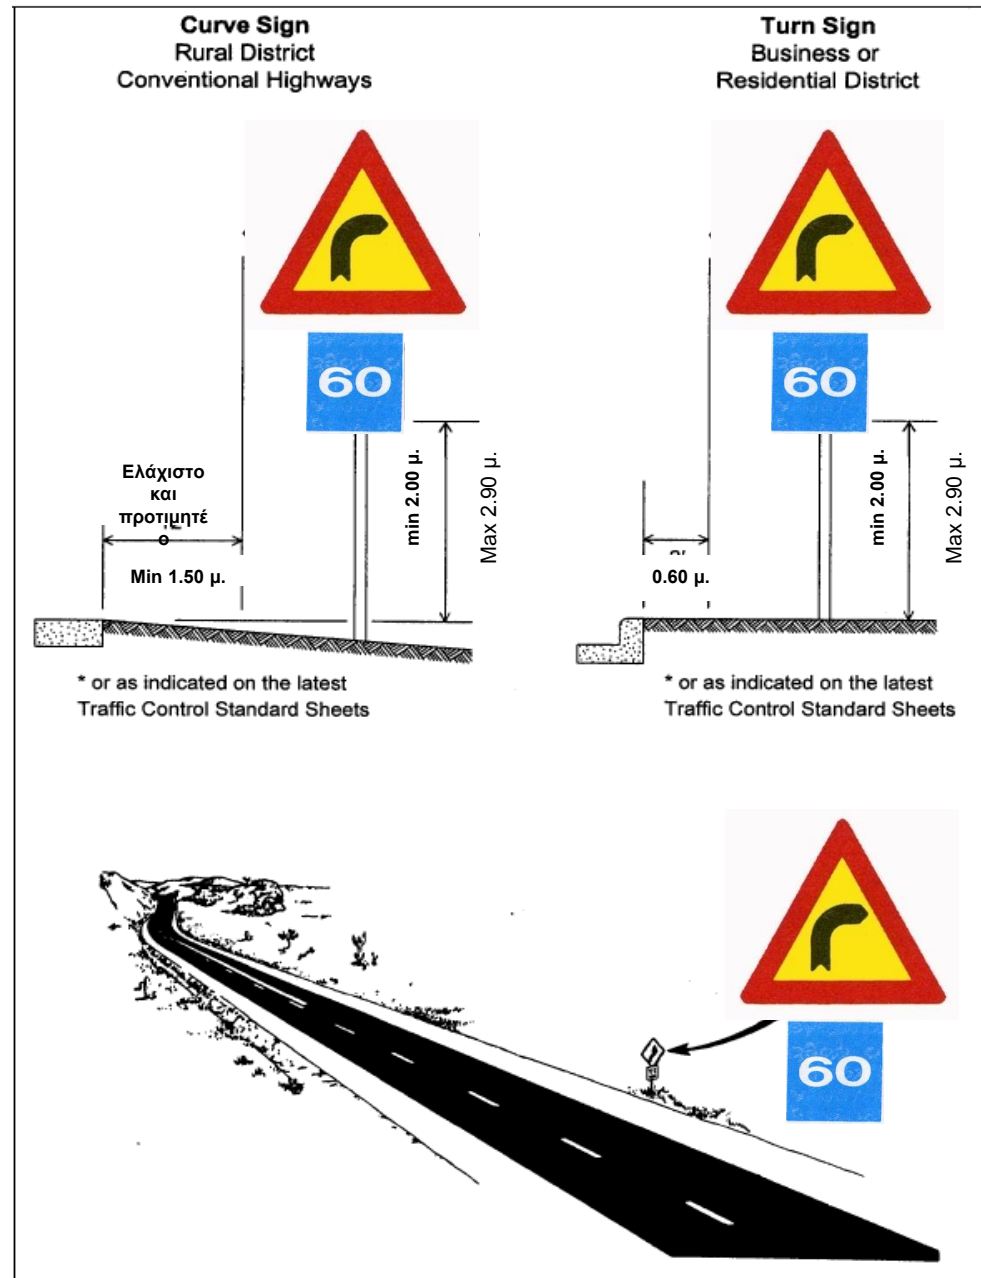 Curve Sign
Rural District
Conventional Highways
Turn Sign
Business or
Residential District
60
60
Ελάχιστο
και
προτιμητέ
ο
Min 1.50 μ.
min 2.00 μ.
Max 2.90 μ.
0.60 μ.
min 2.00 μ.
Max 2.90 μ.
* or as indicated on the latest
Traffic Control Standard Sheets
* or as indicated on the latest
Traffic Control Standard Sheets
60